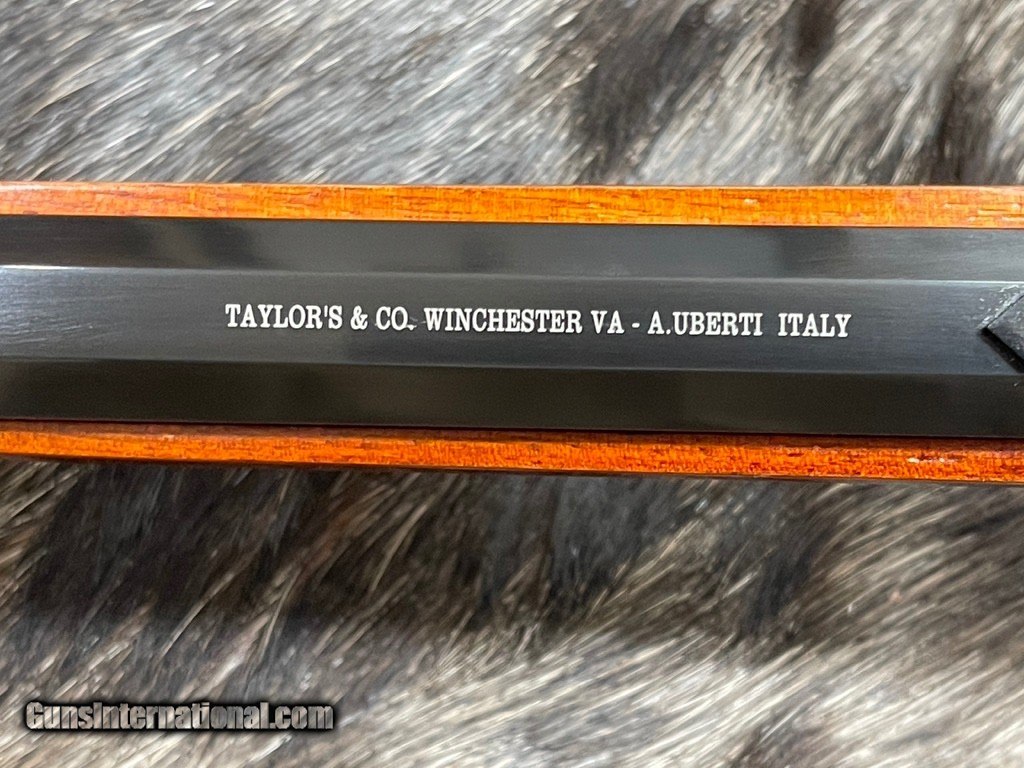 TAYLOR'S & CO. WINCHESTER VA - A.UBERTI ITALY
GunsInternational.com